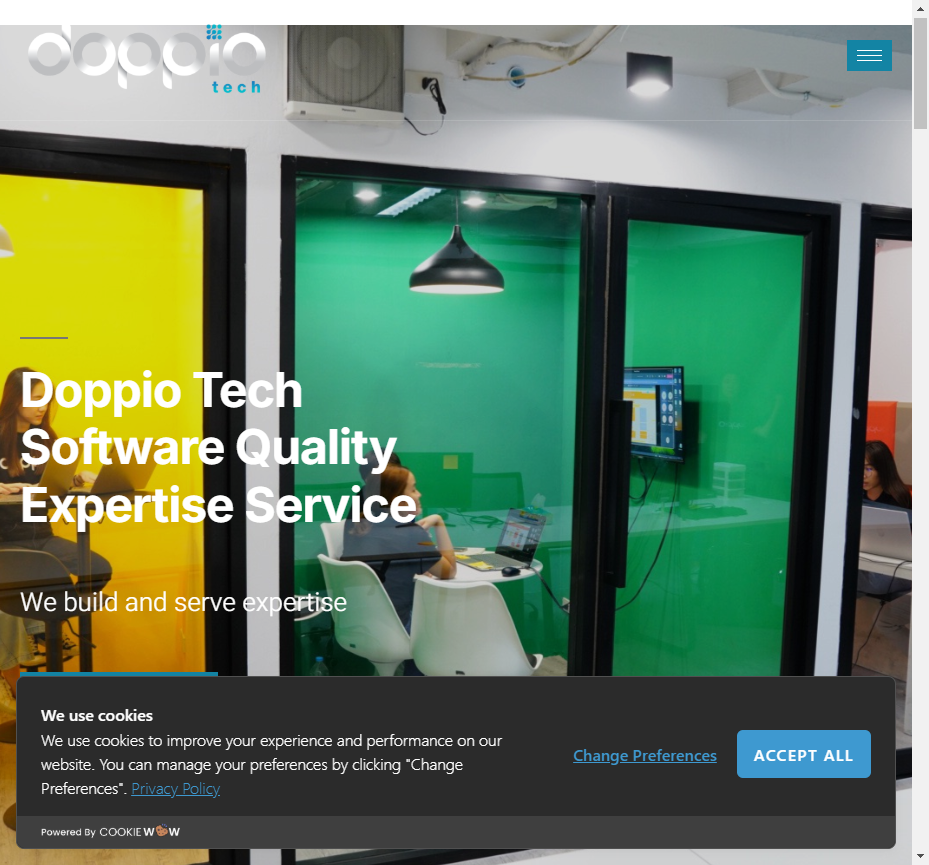 doppio
tech
Doppio Tech
Software Quality
Expertise Service
We build and serve expertise
We use cookies
We use cookies to improve your experience and performance on our
website. You can manage your preferences by clicking "Change
Preferences". Privacy Policy
Change Preferences
ACCEPT ALL
Powered By COOKIE WOW